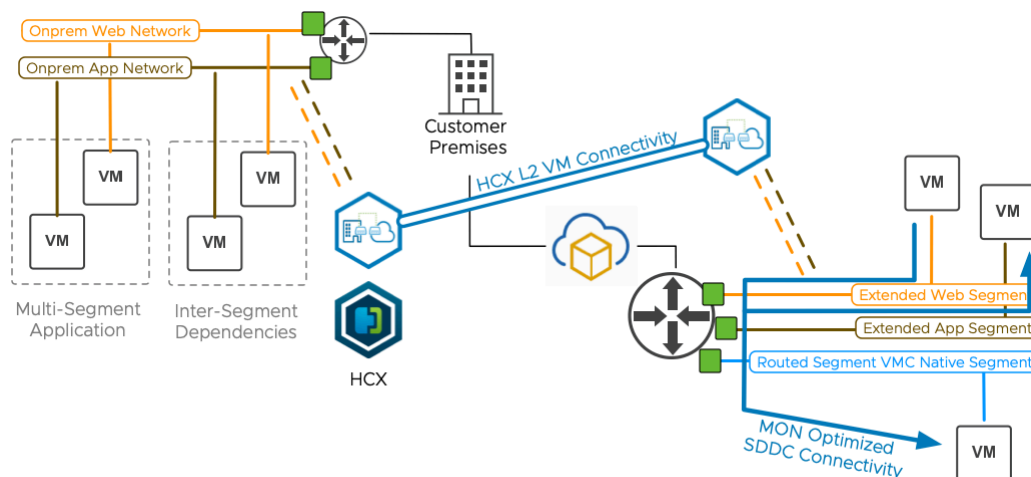 Onprem Web Network
Onprem App Network
Customer
Premises
HCX L2 VM Connectivity
VM
VM
VM
VM
VM
VM
Multi-Segment
Application
Inter-Segment
Dependencies
HCX
Extended Web Segment
Extended App Segment
Routed Segment VMC Native Segment
MON Optimized
SDDC Connectivity
VM